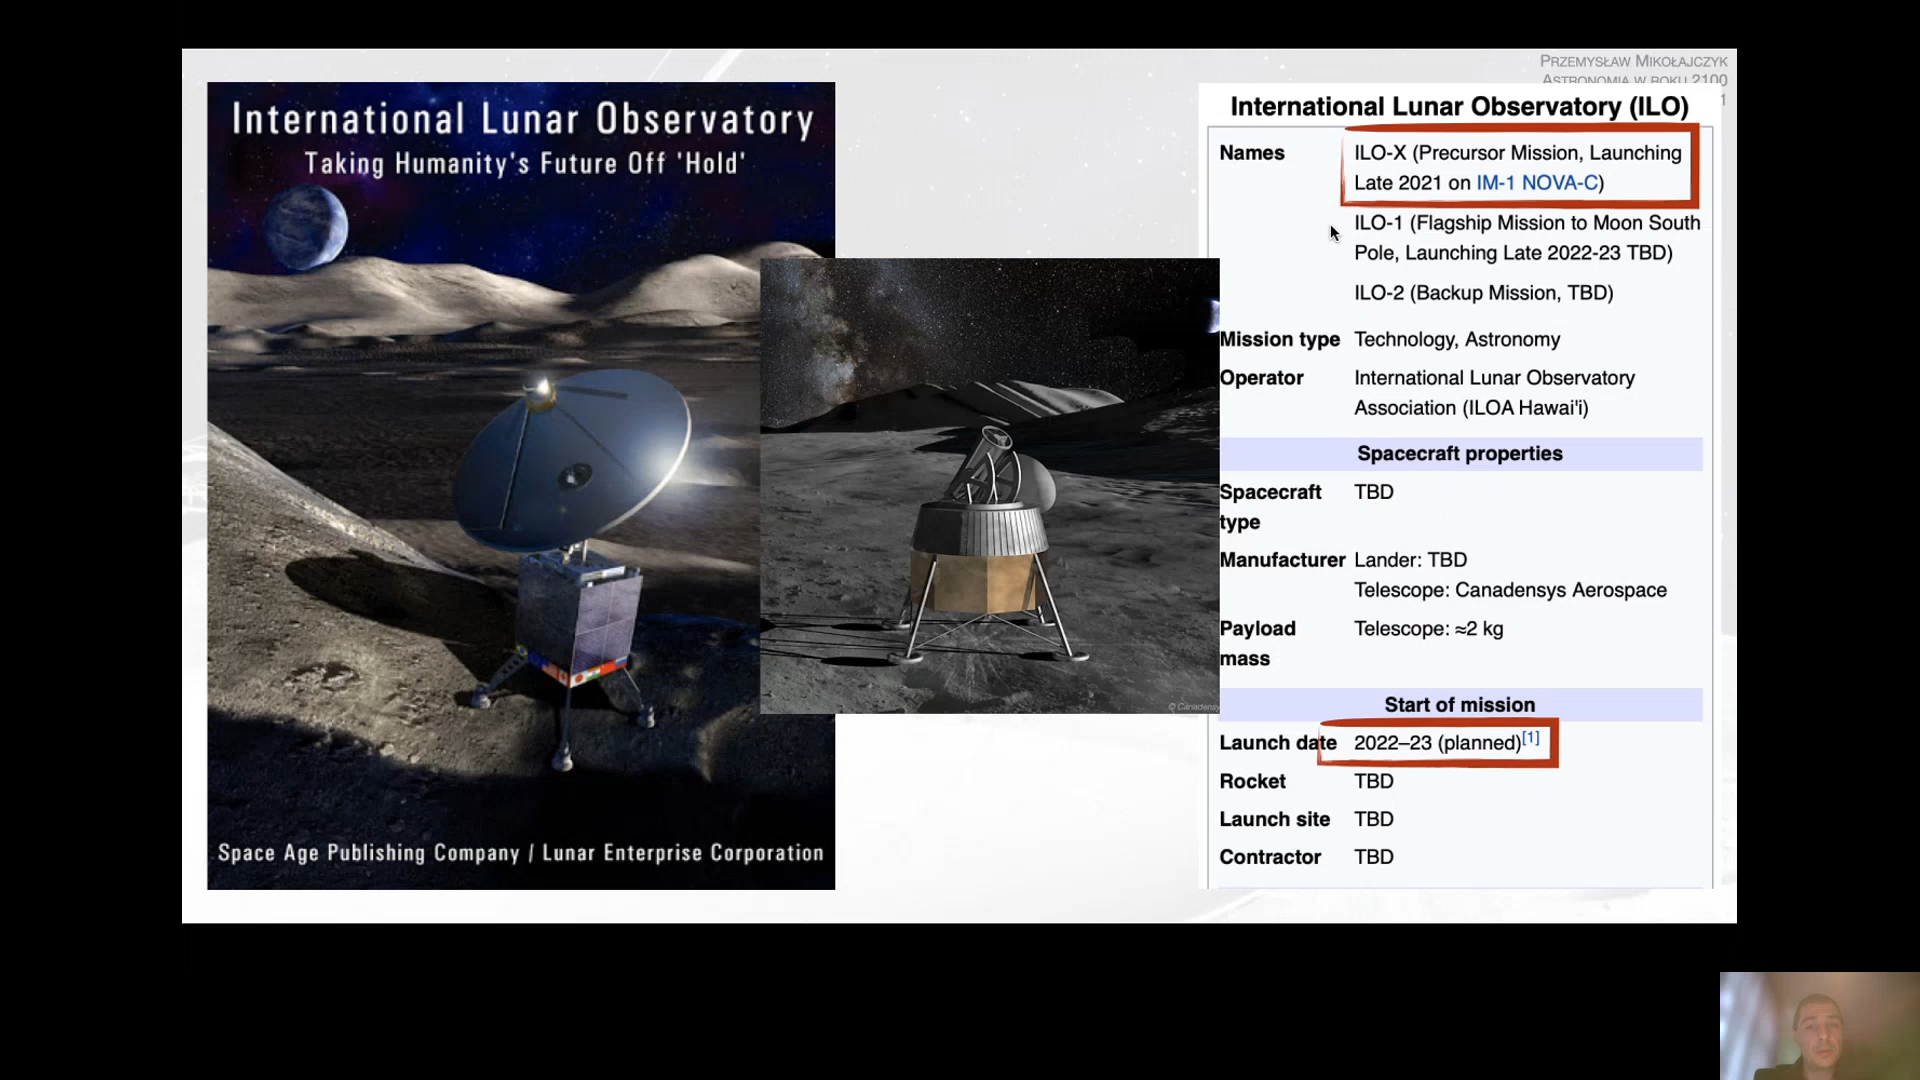 PRZEMYSŁAW MIKOŁAJCZYK
ASTRONOMIA W ROKU 2100
1
International Lunar Observatory
Taking Humanity's Future Off 'Hold'
Space Age Publishing Company / Lunar Enterprise Corporation
© Canadensy
International Lunar Observatory (ILO)
Names ILO-X (Precursor Mission, Launching
Late 2021 on IM-1 NOVA-C)
ILO-1 (Flagship Mission to Moon South
Pole, Launching Late 2022-23 TBD)
ILO-2 (Backup Mission, TBD)
Mission type Technology, Astronomy
Operator International Lunar Observatory
Association (ILOA Hawai'i)
Spacecraft properties
Spacecraft TBD
type
Manufacturer Lander: TBD
Telescope: Canadensys Aerospace
Payload Telescope: ≈2 kg
mass
Start of mission
Launch date 2022–23 (planned)[1]
Rocket TBD
Launch site TBD
Contractor TBD